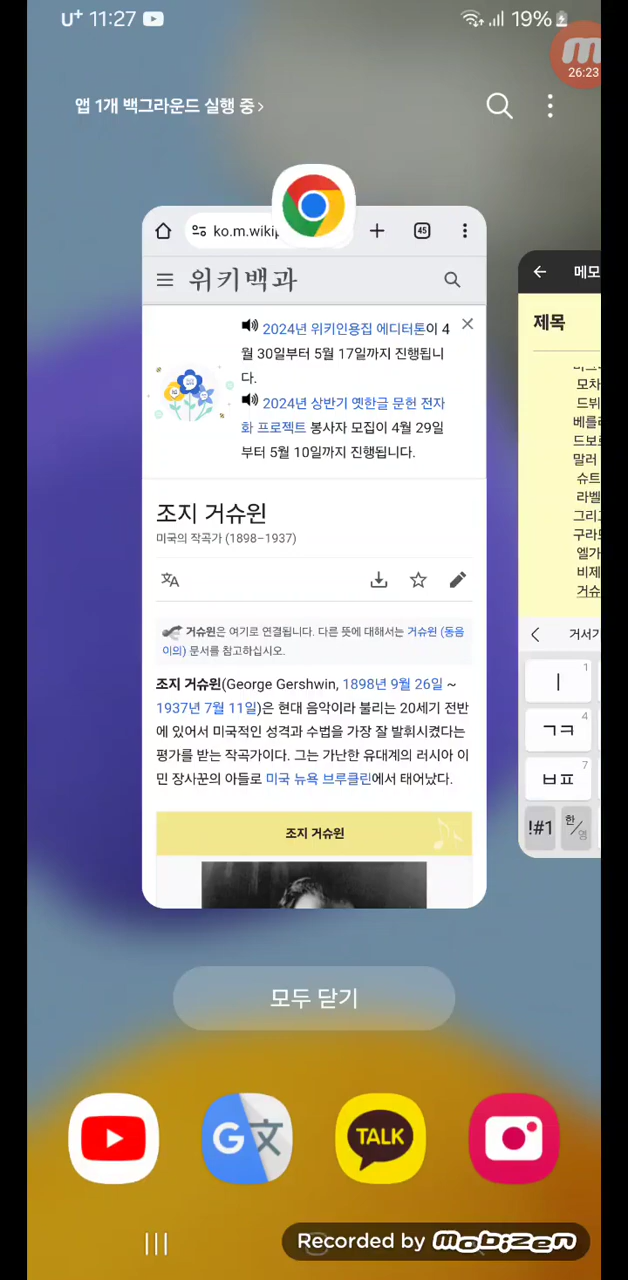 U+ 11:27
19%
26:23
앱 1개 백그라운드 실행 중 >
ko.m.wikip
45
위키백과
2024년 위키인용집 에디터톤이 4
월 30일부터 5월 17일까지 진행됩니
다.
2024년 상반기 옛한글 문헌 전자
화 프로젝트 봉사자 모집이 4월 29일
부터 5월 10일까지 진행됩니다.
조지 거슈윈
미국의 작곡가 (1898–1937)
거슈윈은 여기로 연결됩니다. 다른 뜻에 대해서는 거슈윈 (동음
이의) 문서를 참고하십시오.
조지 거슈윈(George Gershwin, 1898년 9월 26일 ~
1937년 7월 11일)은 현대 음악이라 불리는 20세기 전반
에 있어서 미국적인 성격과 수법을 가장 잘 발휘시켰다는
평가를 받는 작곡가이다. 그는 가난한 유대계의 러시아 이
민 장사꾼의 아들로 미국 뉴욕 브루클린에서 태어났다.
조지 거슈윈
메모
제목
모차
드뷔
베를리
드보르
말러
슈트
라벨
그리그
구라모
엘가
비제
거슈
거서기
ㅣ 1
ㄱㅋ 4
ㅂㅍ 7
!#1 한/영
모두 닫기
G 文
TALK
Recorded by mobizen